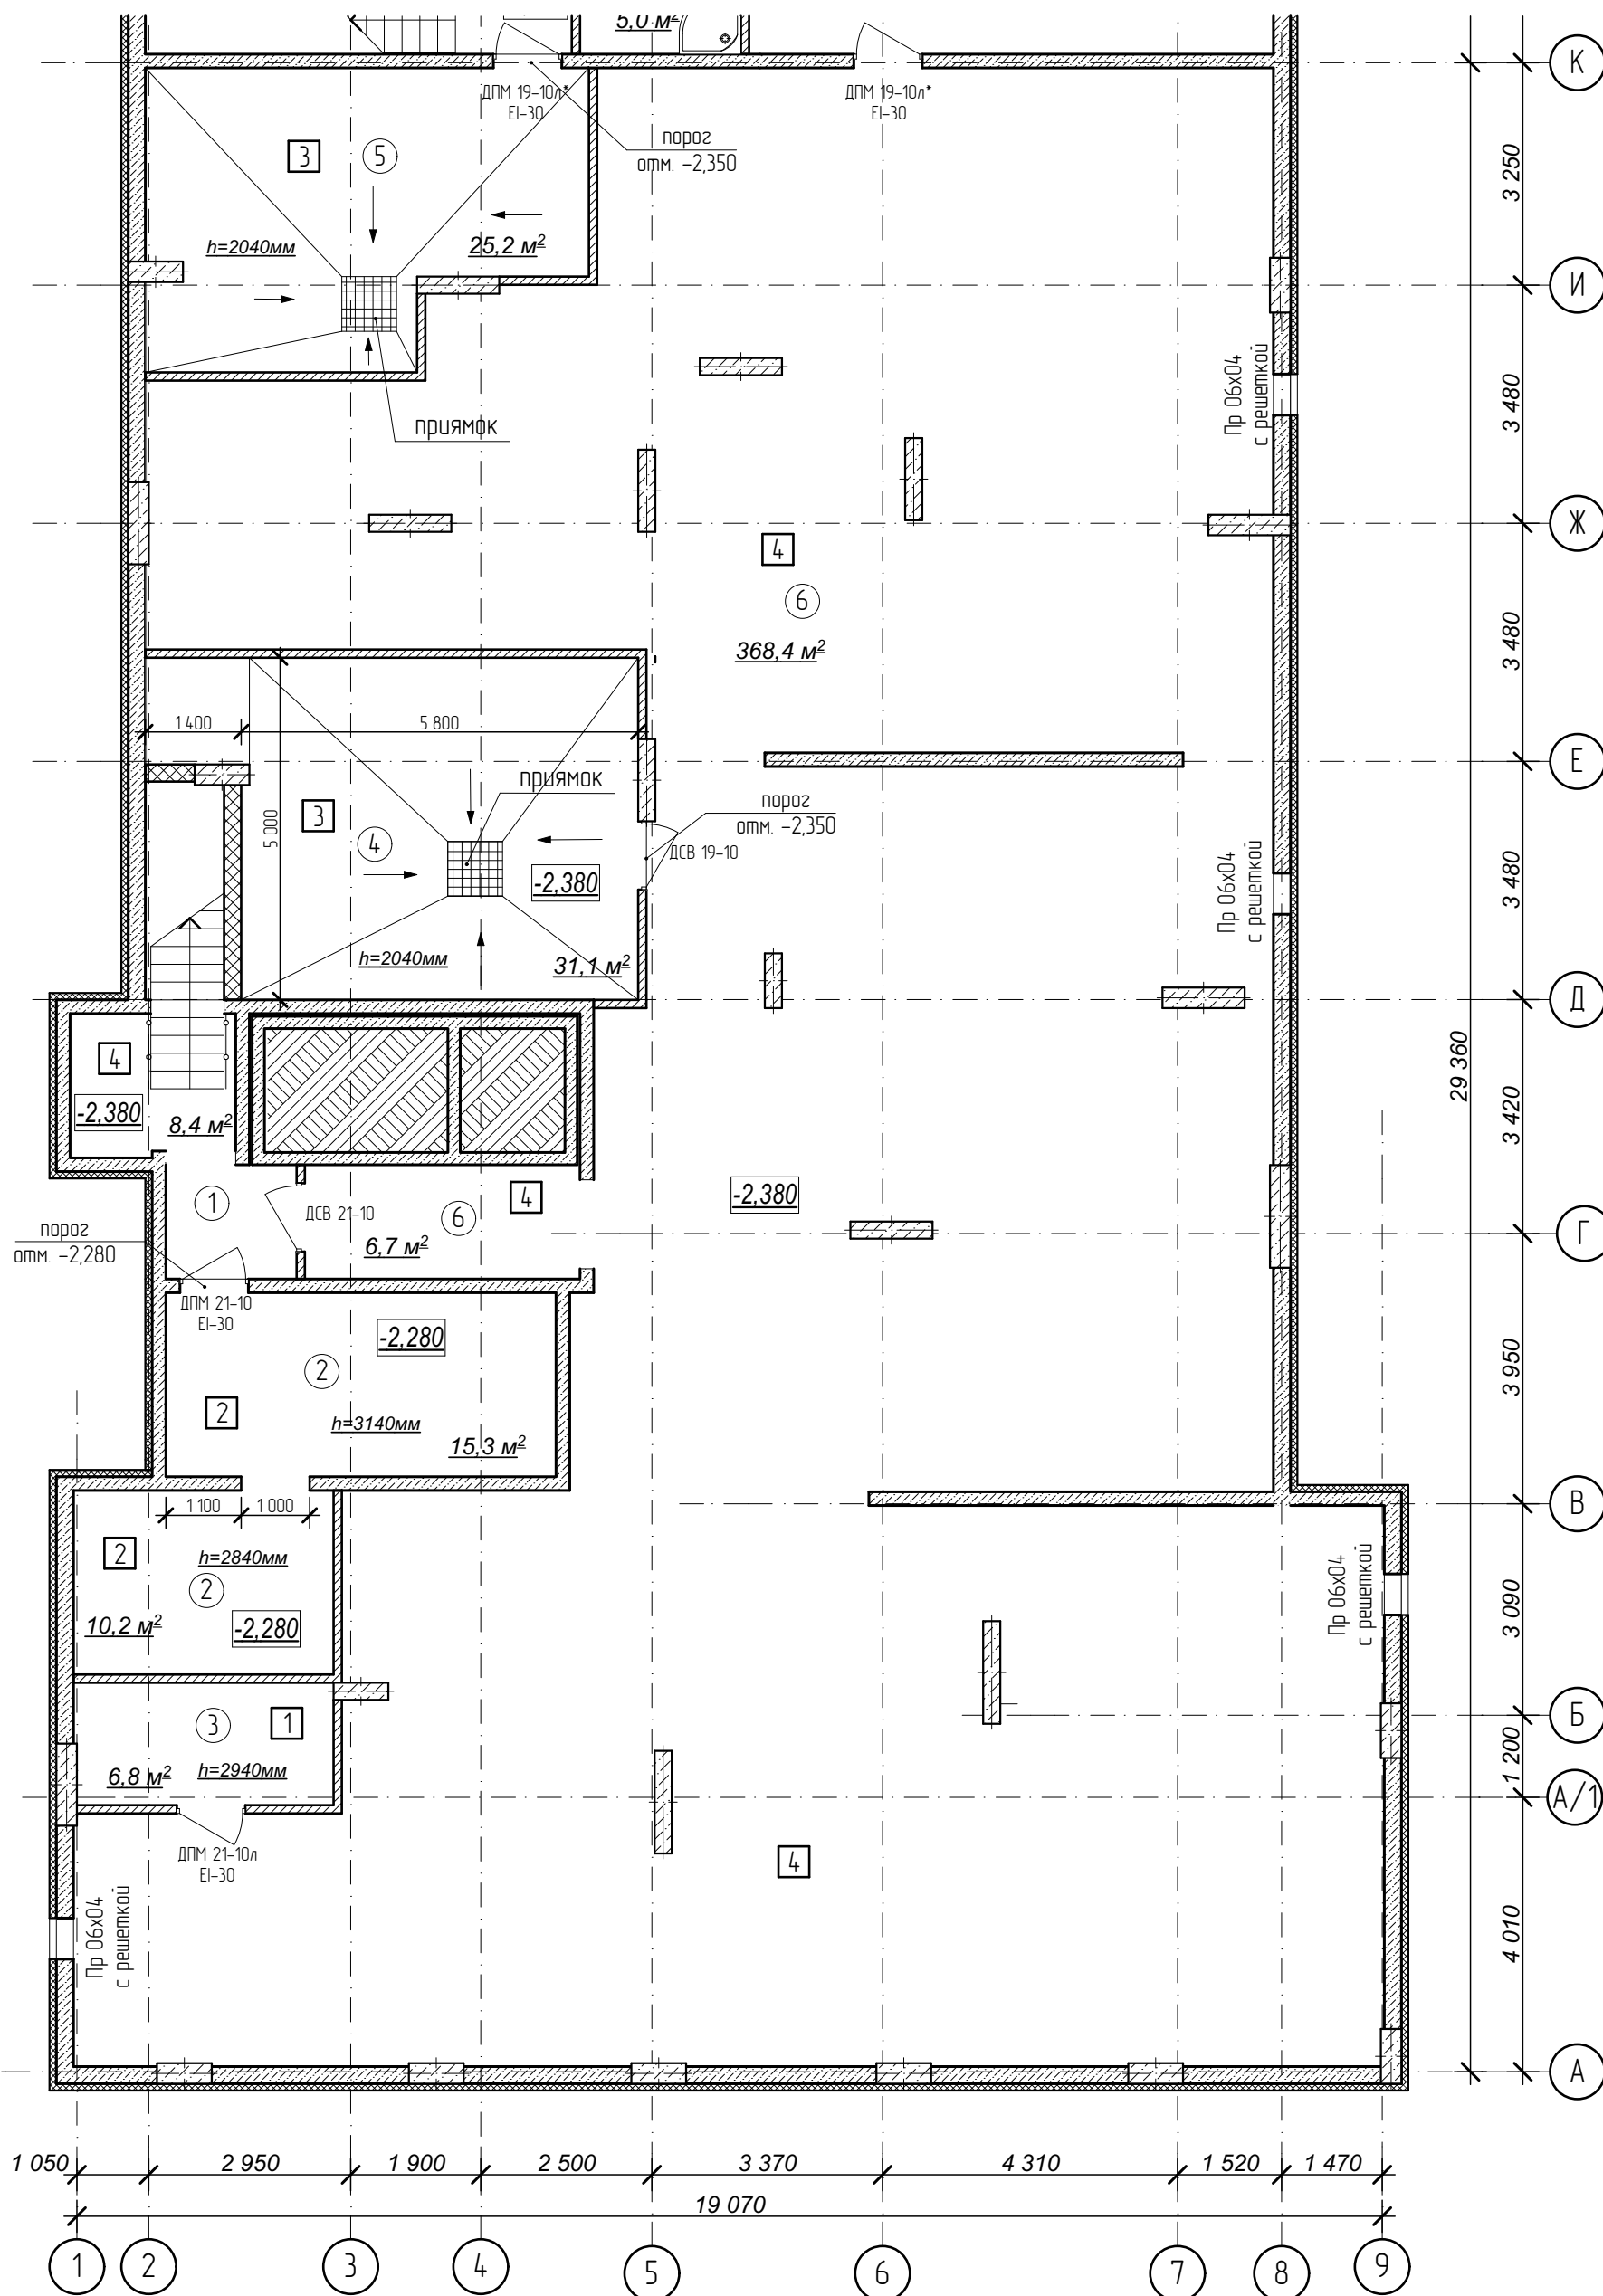 5,0 м²
К
ДПМ 19-10л*
EI-30
ДПМ 19-10л*
EI-30
порог
отм. -2,350
3
5
3 250
h=2040мм
25,2 м²
И
Пр 06х04
с решеткой
3 480
приямок
Ж
4
6
368,4 м²
3 480
1 400
5 800
Е
приямок
порог
отм. -2,350
3
4
5 000
ДСВ 19-10
-2,380
Пр 06х04
с решеткой
3 480
h=2040мм
31,1 м²
Д
29 360
4
-2,380
8,4 м²
3 420
1
ДСВ 21-10
6
4
6,7 м²
-2,380
Г
порог
отм. -2,280
ДПМ 21-10
EI-30
-2,280
2
2
h=3140мм
15,3 м²
3 950
1 100
1 000
В
2
h=2840мм
2
10,2 м²
-2,280
Пр 06х04
с решеткой
3 090
3
1
Б
6,8 м²
h=2940мм
1 200
А/1
ДПМ 21-10л
EI-30
4
Пр 06х04
с решеткой
4 010
А
1 050
2 950
1 900
2 500
3 370
4 310
1 520
1 470
19 070
1
2
3
4
5
6
7
8
9